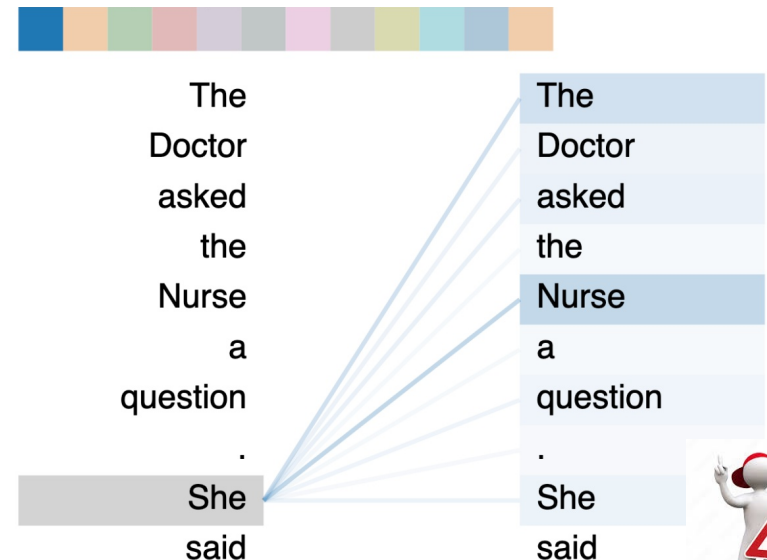 The The
Doctor Doctor
asked asked
the the
Nurse Nurse
a a
question question
. .
She She
said said